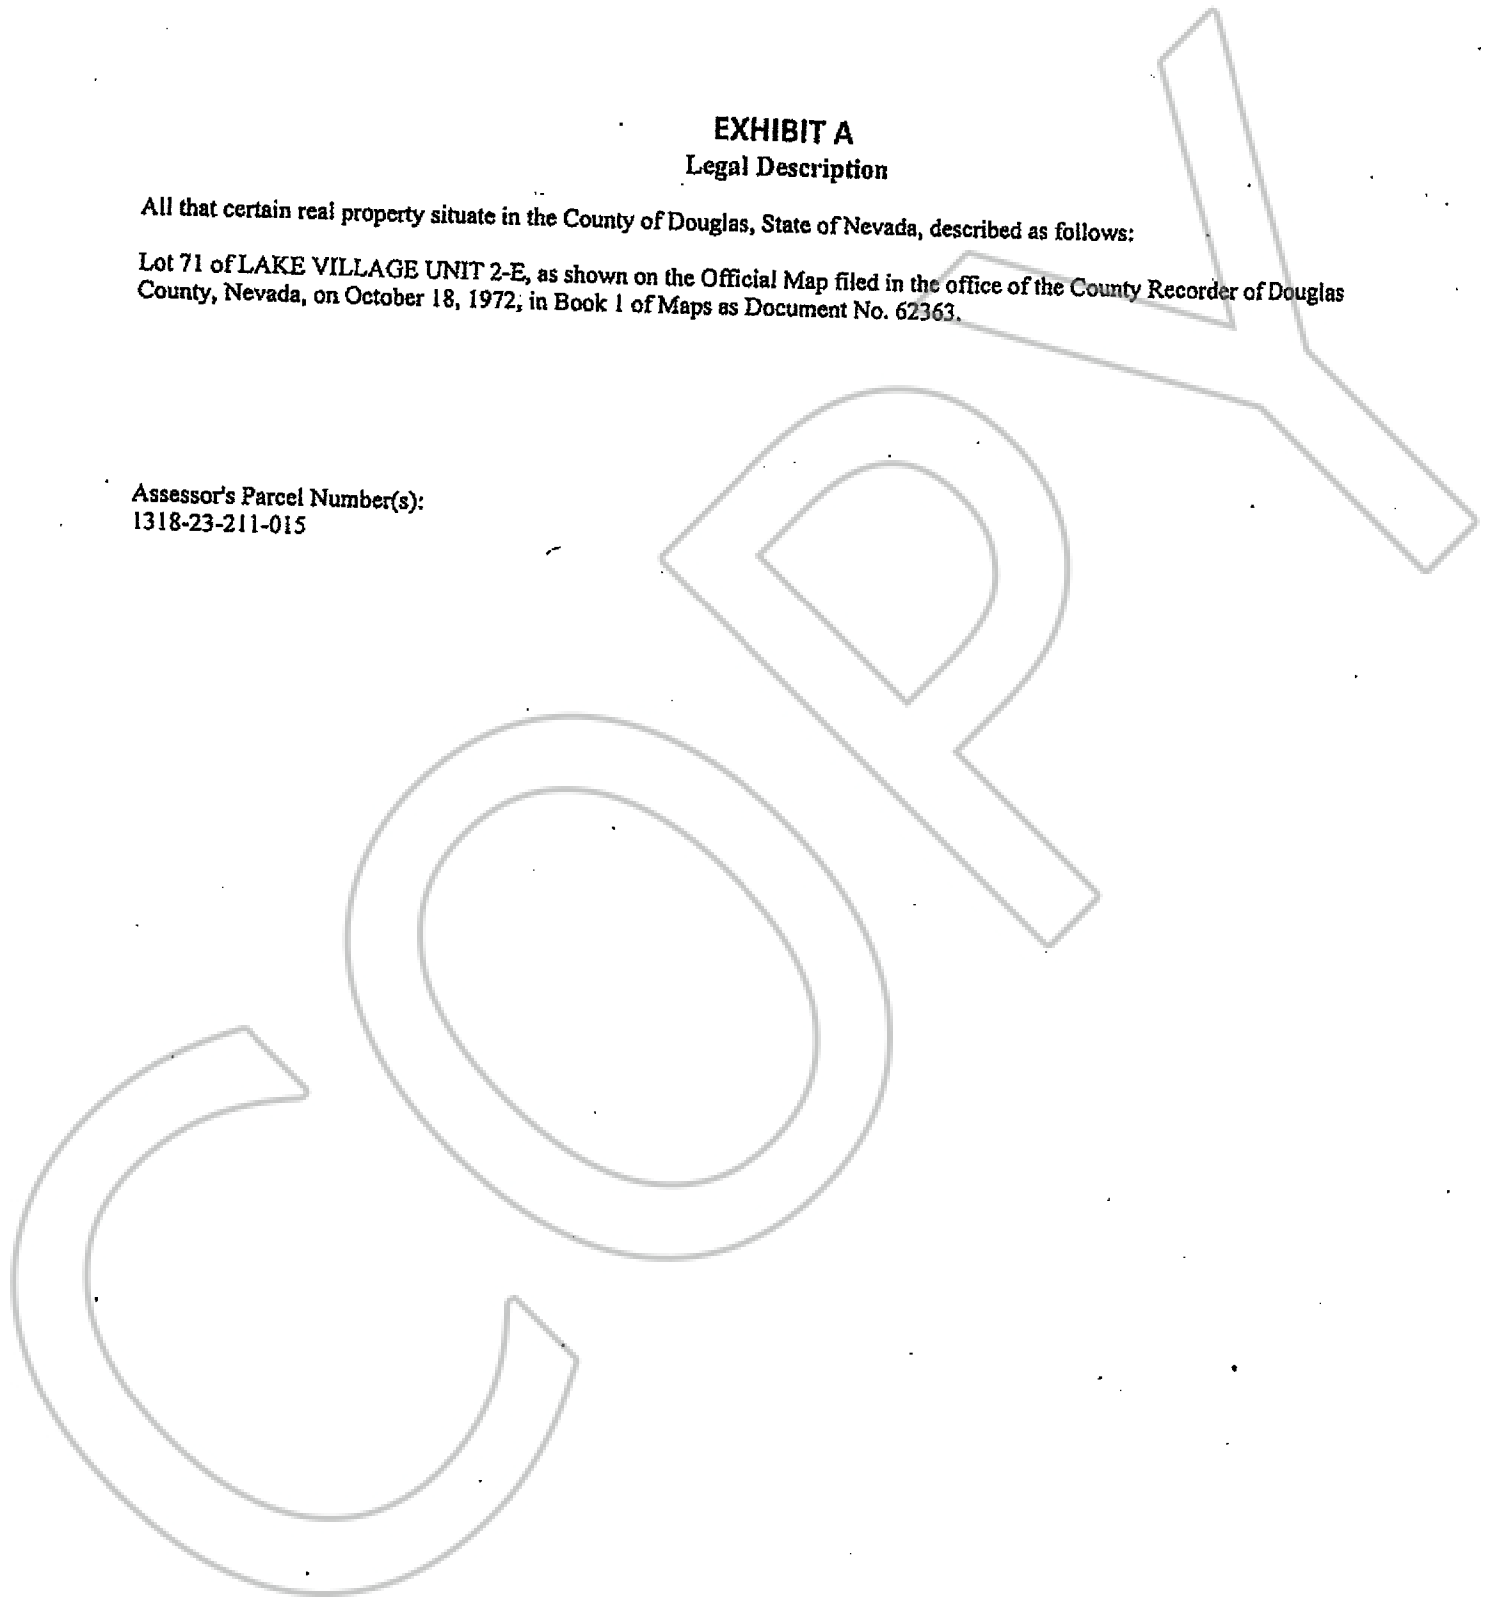 EXHIBIT A
Legal Description
All that certain real property situate in the County of Douglas, State of Nevada, described as follows:
Lot 71 of LAKE VILLAGE UNIT 2-E, as shown on the Official Map filed in the office of the County Recorder of Douglas
County, Nevada, on October 18, 1972, in Book 1 of Maps as Document No. 62363.
Assessor's Parcel Number(s):
1318-23-211-015
COPY